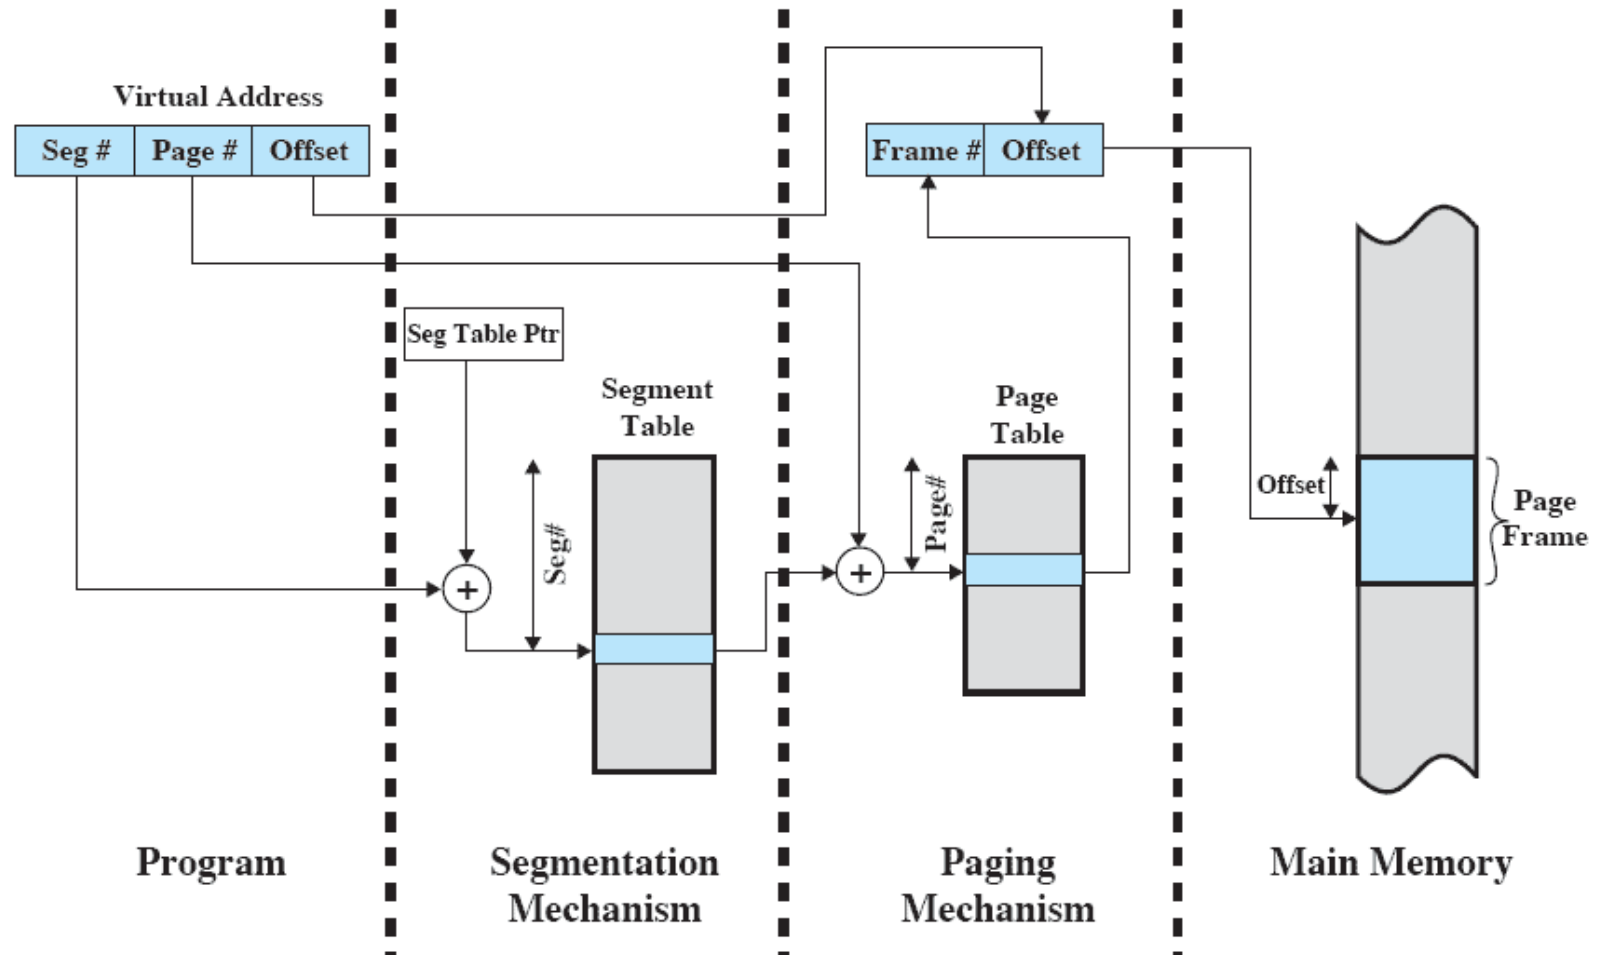 Virtual Address
Seg #
Page #
Offset
Frame #
Offset
Seg Table Ptr
Segment
Table
Seg#
+
Page
Table
Page#
+
Offset
Page
Frame
Program
Segmentation
Mechanism
Paging
Mechanism
Main Memory